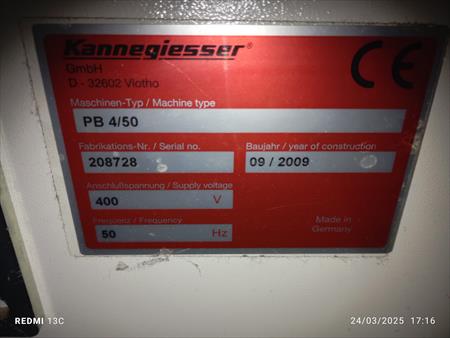 Kannegiesser®
GmbH
D - 32602 Vlotho
CE
Maschinen-Typ / Machine type
PB 4/50
Fabrikations-Nr. / Serial no.
Baujahr / year of construction
208728
09 / 2009
Anschlußspannung / Supply voltage
400 V
Frequenz / Frequency
50 Hz
Made in
Germany
REDMI 13C
24/03/2025 17:16